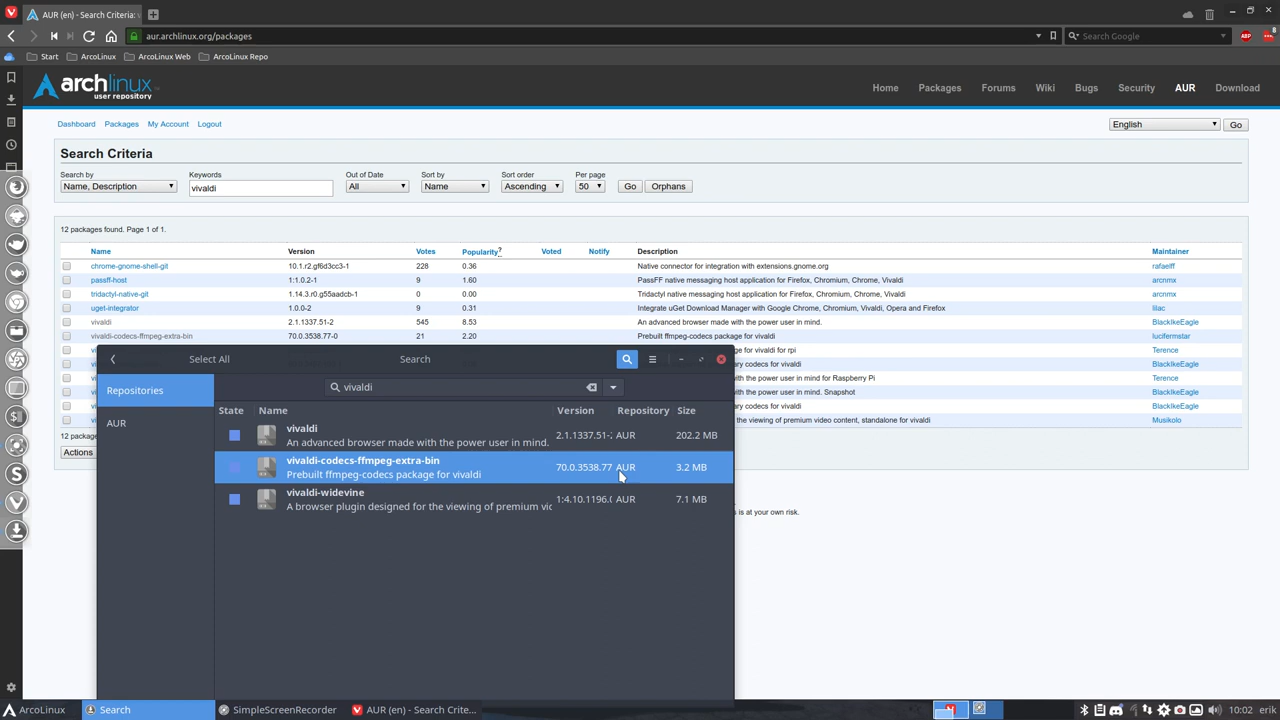 AUR (en) - Search Criteria:
aur.archlinux.org/packages
Search Google
Start ArcoLinux ArcoLinux Web ArcoLinux Repo
archlinux
user repository
Home Packages Forums Wiki Bugs Security AUR Download
Dashboard Packages My Account Logout
English Go
Search Criteria
Search by Keywords Out of Date Sort by Sort order Per page
Name, Description vivaldi All Name Ascending 50 Go Orphans
12 packages found. Page 1 of 1.
Name Version Votes Popularity? Voted Notify Description Maintainer
chrome-gnome-shell-git 10.1.r2.gf6d3cc3-1 228 0.36 Native connector for integration with extensions.gnome.org rafaelff
passff-host 1:1.0.2-1 9 1.60 PassFF native messaging host application for Firefox, Chromium, Chrome, Vivaldi arcnmx
tridactyl-native-git 1.14.3.r0.g55aadcb-1 0 0.00 Tridactyl native messaging host application for Firefox, Chromium, Chrome, Vivaldi arcnmx
uget-integrator 1.0.0-2 9 0.31 Integrate uGet Download Manager with Google Chrome, Chromium, Vivaldi, Opera and Firefox lilac
vivaldi 2.1.1337.51-2 545 8.53 An advanced browser made with the power user in mind. BlackIkeEagle
vivaldi-codecs-ffmpeg-extra-bin 70.0.3538.77-0 21 2.20 Prebuilt ffmpeg-codecs package for vivaldi lucifermstar
package for vivaldi for rpi Terence
ary codecs for vivaldi BlackIkeEagle
with the power user in mind for Raspberry Pi Terence
with the power user in mind. Snapshot BlackIkeEagle
ary codecs for vivaldi BlackIkeEagle
the viewing of premium video content, standalone for vivaldi Musikolo
12 packag
Actions
s is at your own risk.
Select All Search
Repositories
AUR
vivaldi
State Name Version Repository Size
vivaldi
An advanced browser made with the power user in mind.
2.1.1337.51-2 AUR 202.2 MB
vivaldi-codecs-ffmpeg-extra-bin
Prebuilt ffmpeg-codecs package for vivaldi
70.0.3538.77 AUR 3.2 MB
vivaldi-widevine
A browser plugin designed for the viewing of premium vic
1:4.10.1196.( AUR 7.1 MB
ArcoLinux Search SimpleScreenRecorder AUR (en) - Search Crite... 10:02 erik